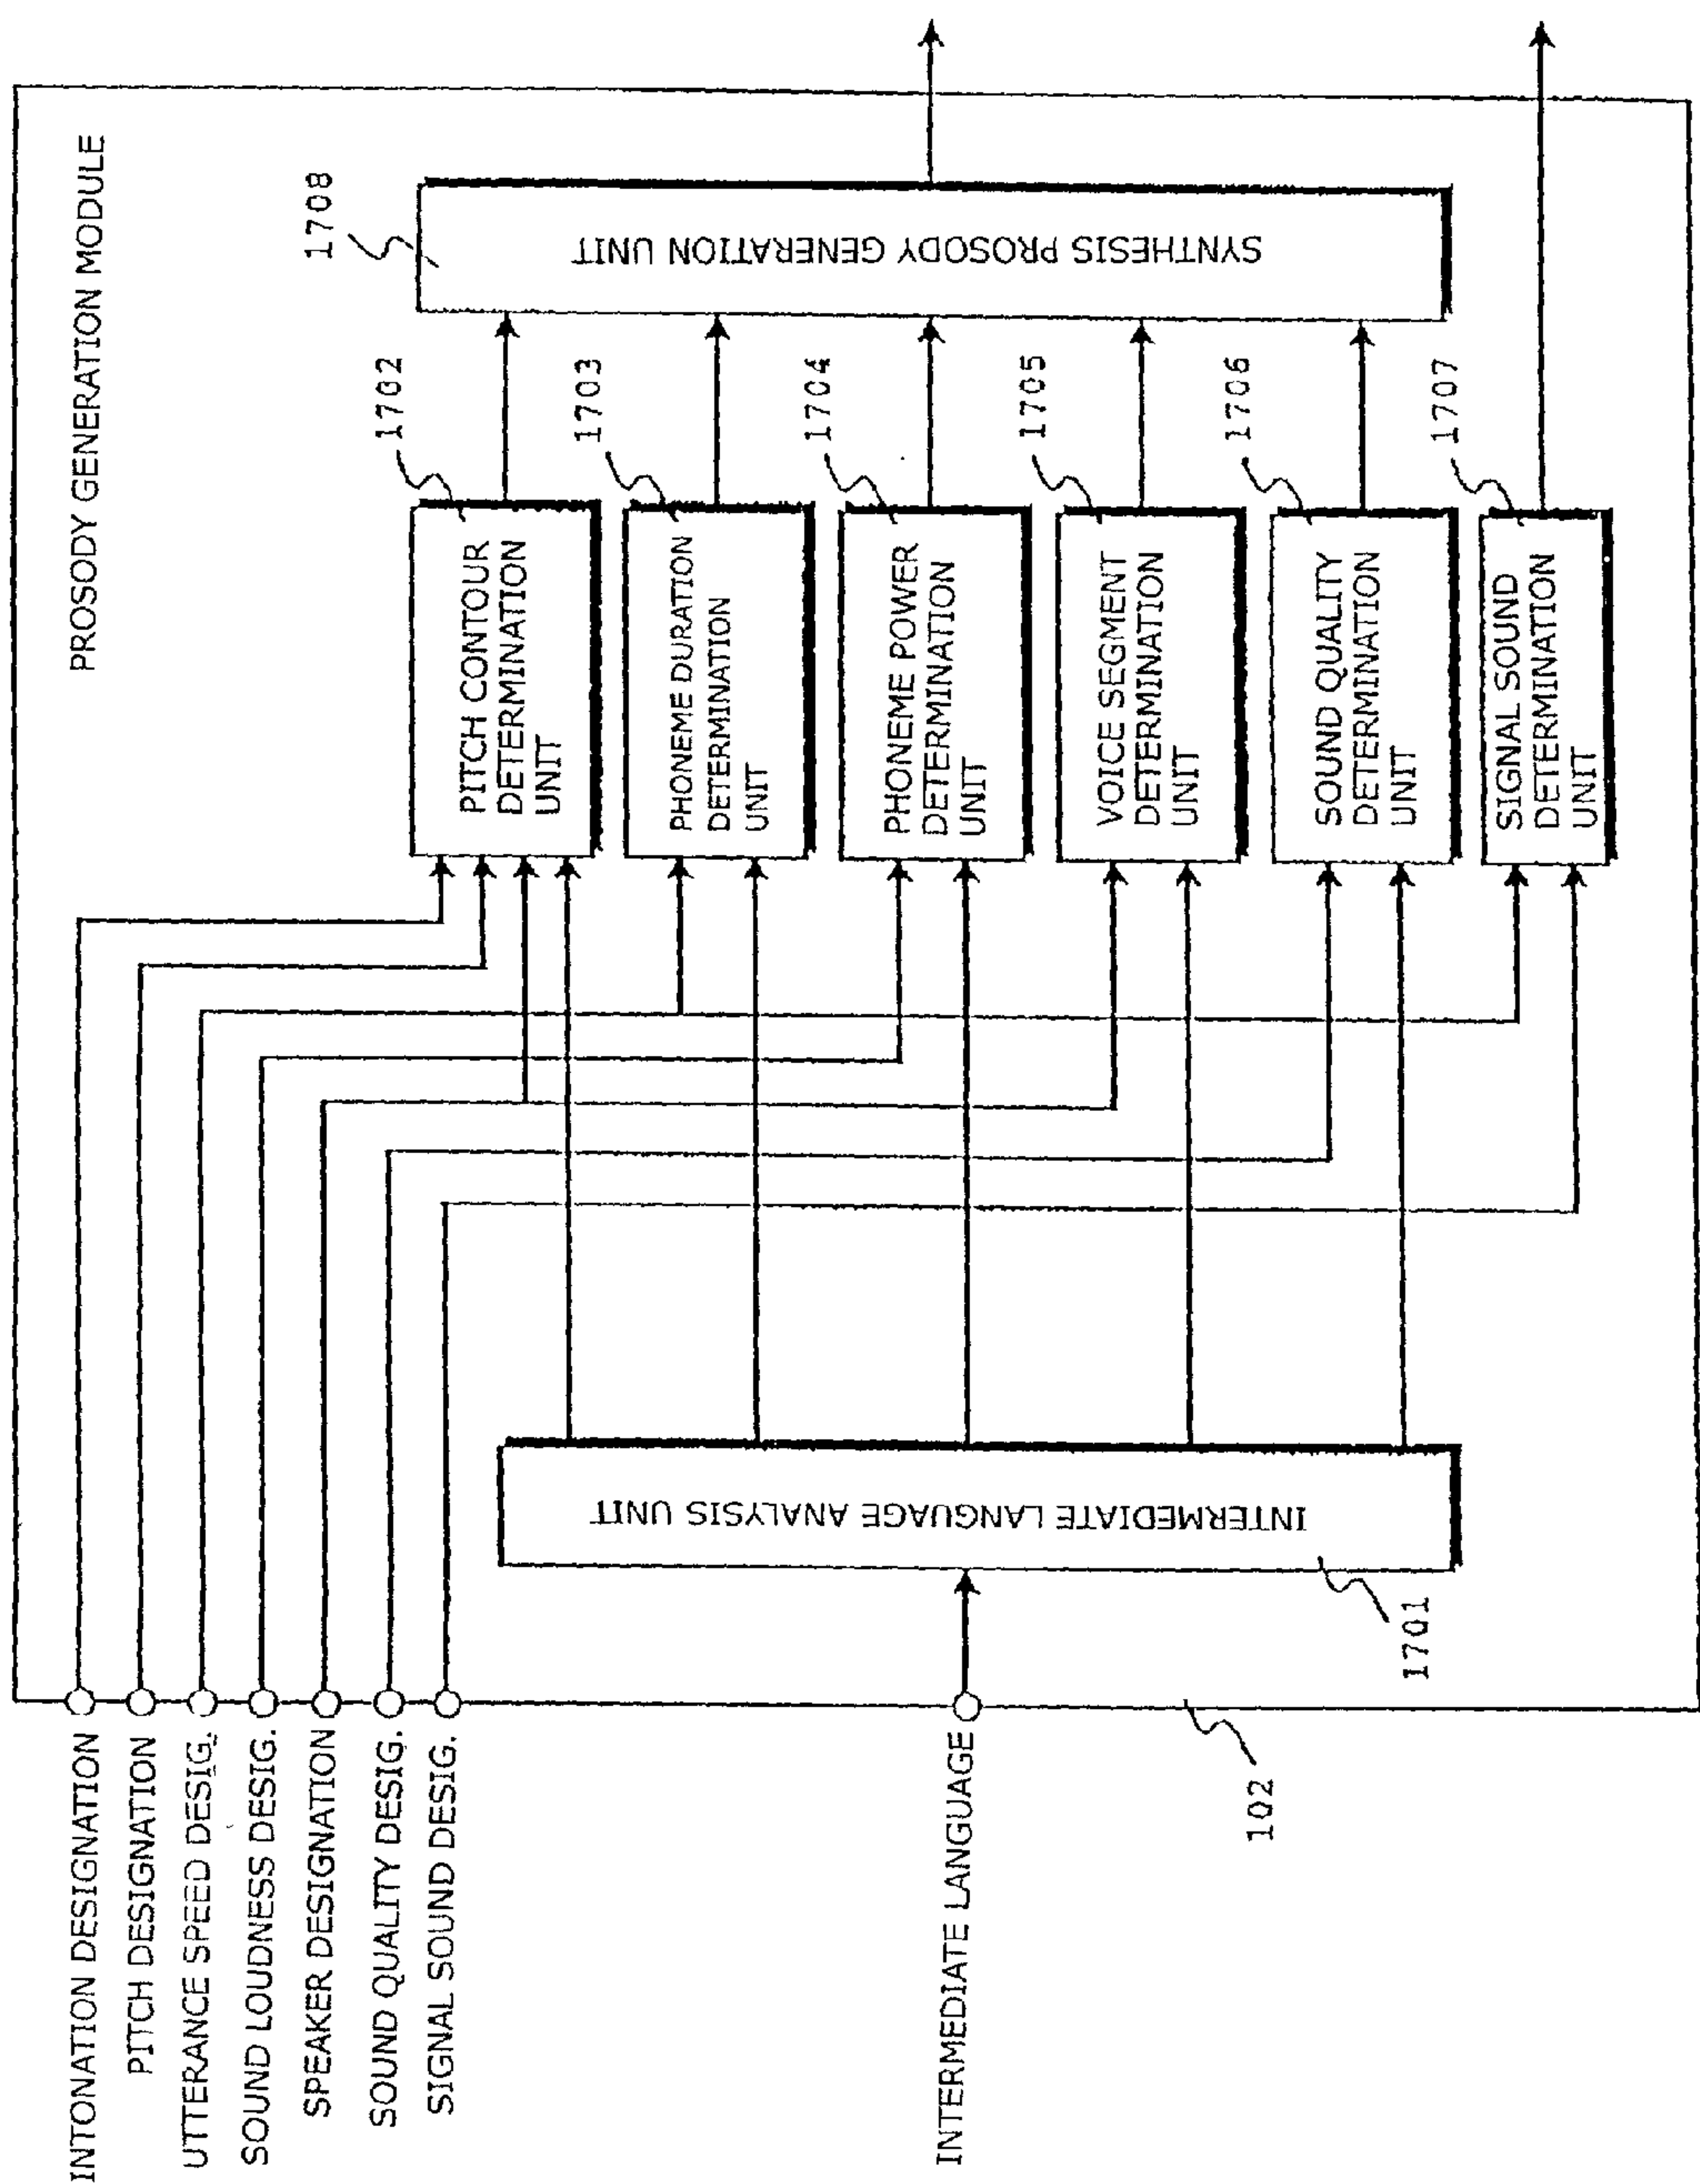 PROSODY GENERATION MODULE
INTONATION DESIGNATION
PITCH DESIGNATION
UTTERANCE SPEED DESIG.
SOUND LOUDNESS DESIG.
SPEAKER DESIGNATION
SOUND QUALITY DESIG.
SIGNAL SOUND DESIG.
INTERMEDIATE LANGUAGE
102
INTERMEDIATE LANGUAGE ANALYSIS UNIT
1701
PITCH CONTOUR
DETERMINATION
UNIT
1702
PHONEME DURATION
DETERMINATION
UNIT
1703
PHONEME POWER
DETERMINATION
UNIT
1704
VOICE SEGMENT
DETERMINATION
UNIT
1705
SOUND QUALITY
DETERMINATION
UNIT
1706
SIGNAL SOUND
DETERMINATION
UNIT
1707
SYNTHESIS PROSODY GENERATION UNIT
1708